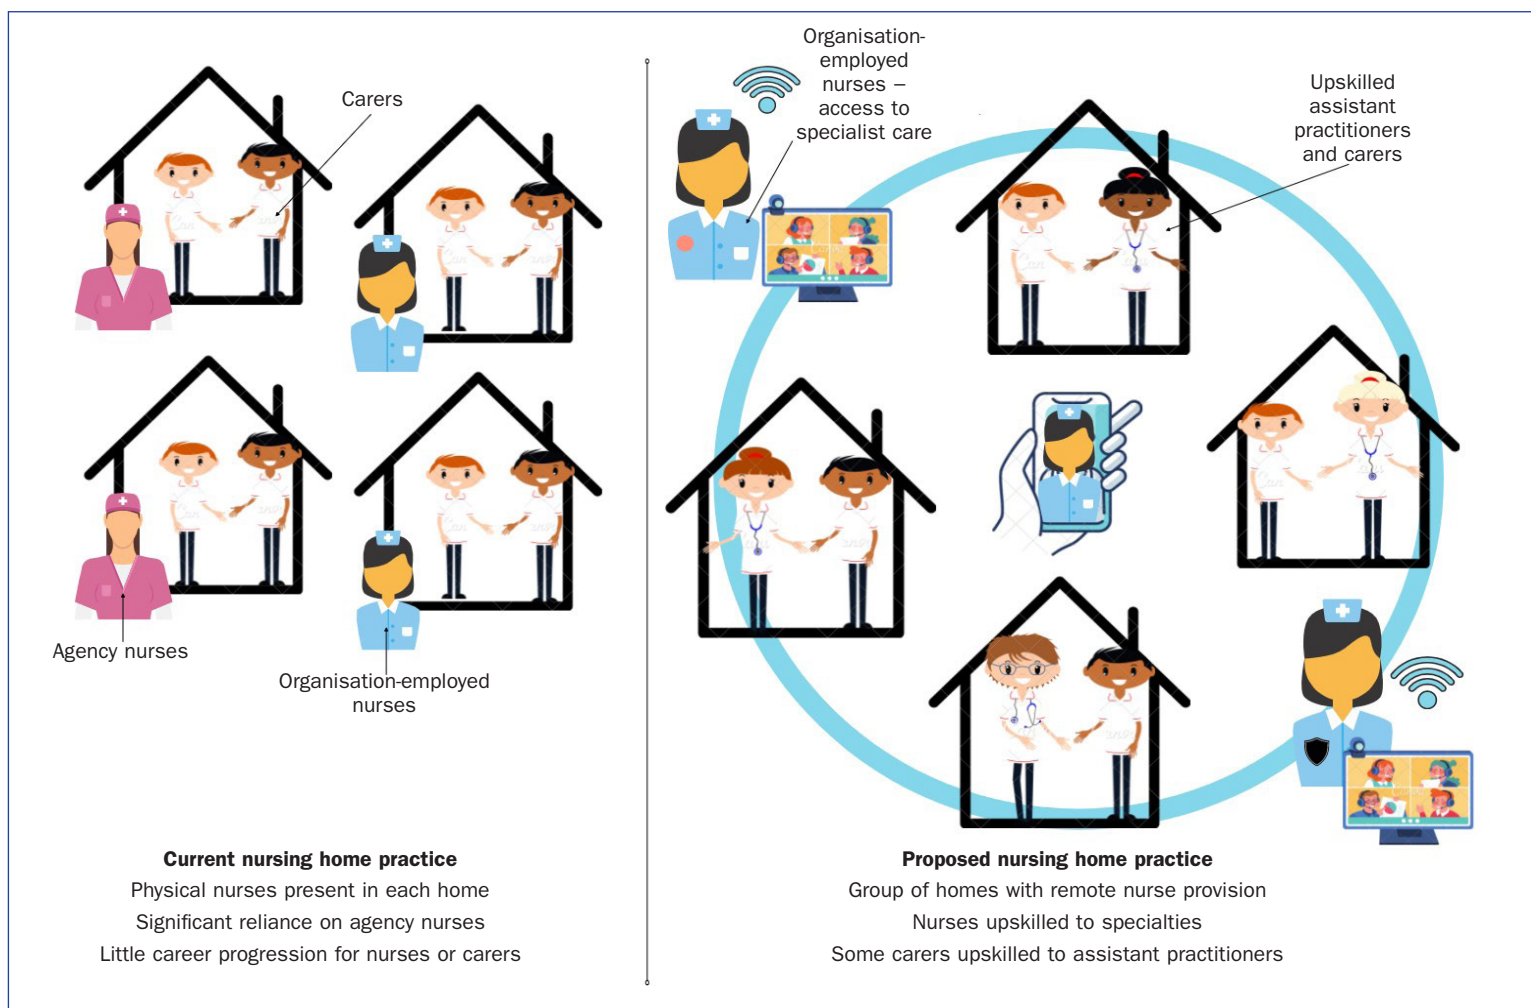 Carers
Agency nurses
Organisation-employed
nurses
Current nursing home practice
Physical nurses present in each home
Significant reliance on agency nurses
Little career progression for nurses or carers
Organisation-
employed
nurses –
access to
specialist care
Upskilled
assistant
practitioners
and carers
Proposed nursing home practice
Group of homes with remote nurse provision
Nurses upskilled to specialties
Some carers upskilled to assistant practitioners